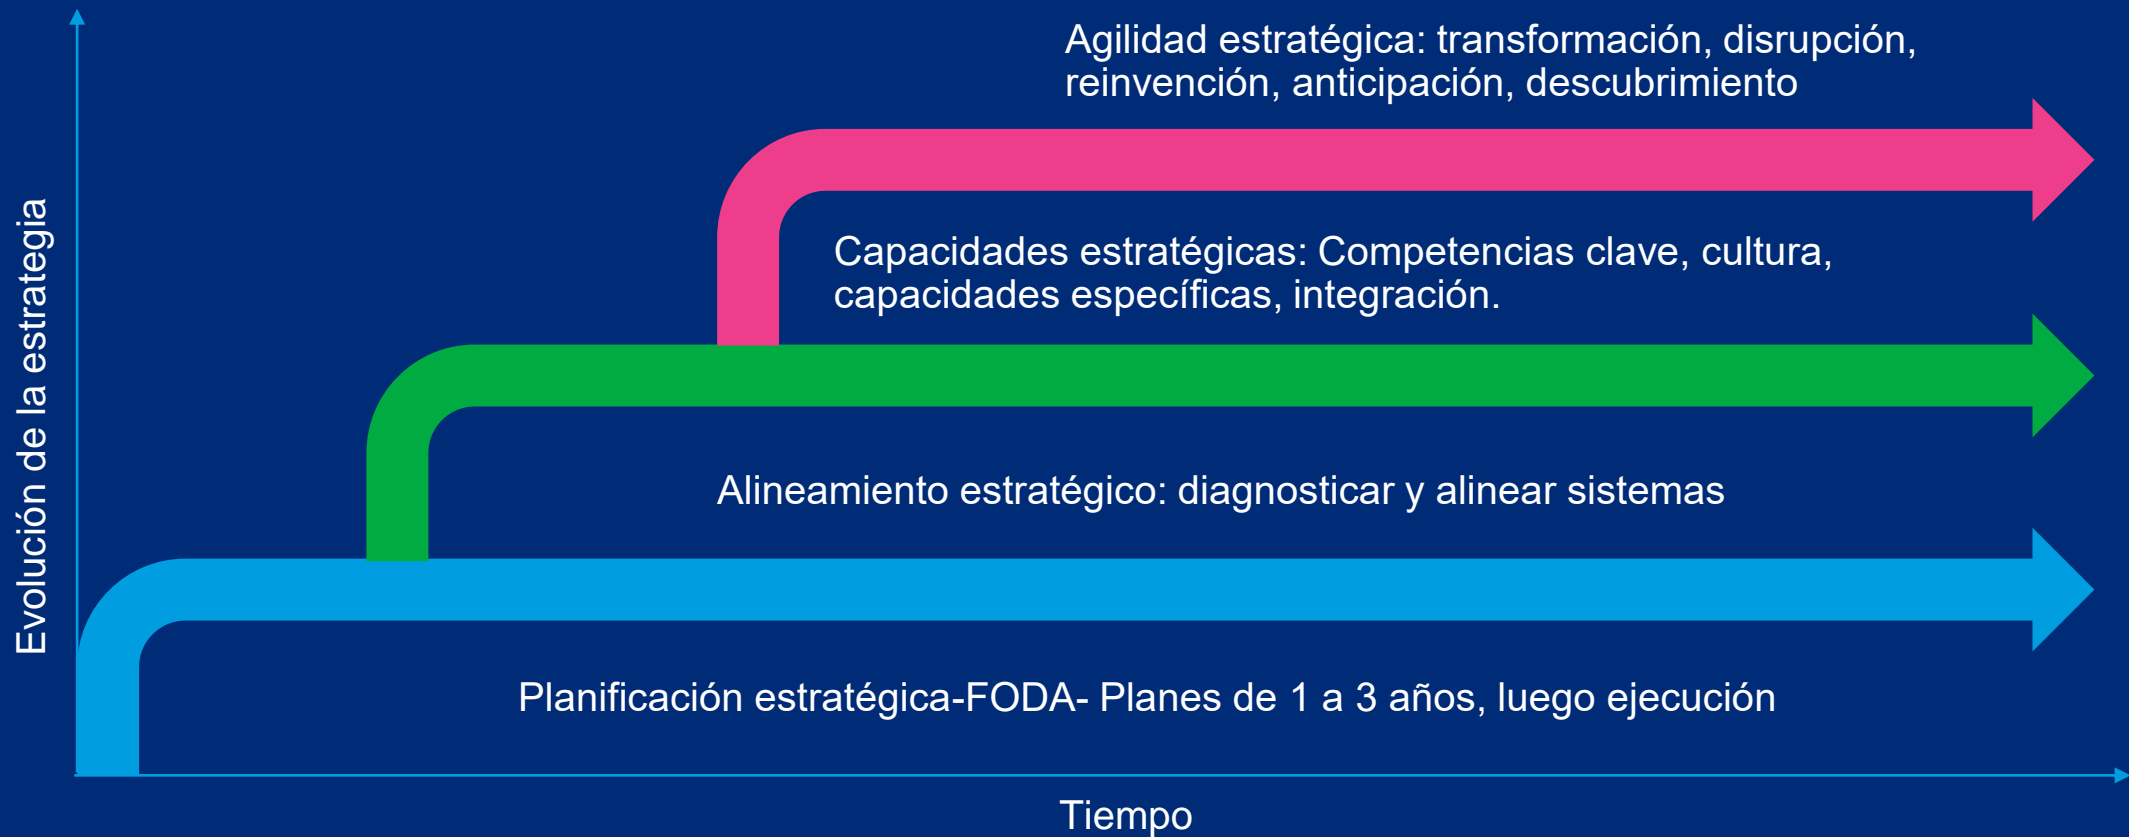 Agilidad estratégica: transformación, disrupción,
reinvención, anticipación, descubrimiento
Capacidades estratégicas: Competencias clave, cultura,
capacidades específicas, integración.
Alineamiento estratégico: diagnosticar y alinear sistemas
Planificación estratégica-FODA- Planes de 1 a 3 años, luego ejecución
Evolución de la estrategia
Tiempo